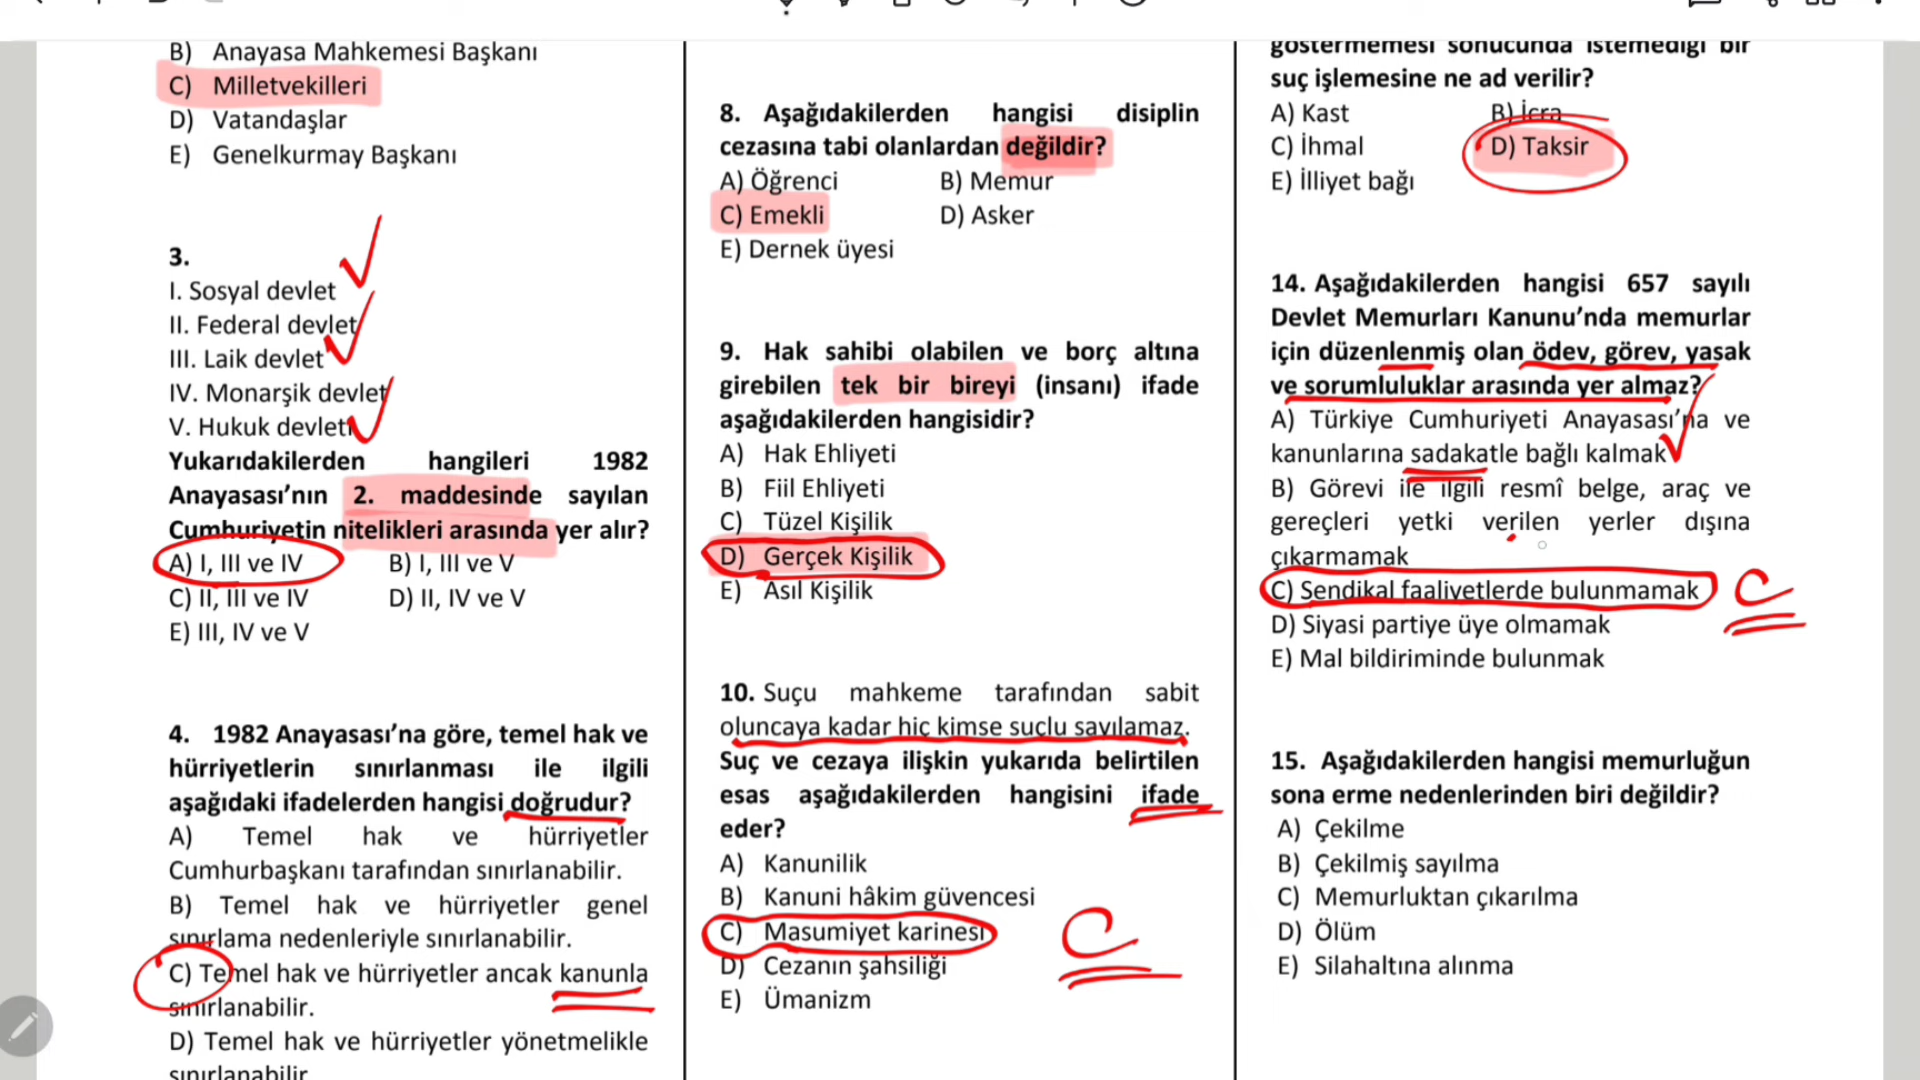 B) Anayasa Mahkemesi Başkanı
C) Milletvekilleri
D) Vatandaşlar
E) Genelkurmay Başkanı
3.
I. Sosyal devlet
II. Federal devlet
III. Laik devlet
IV. Monarşik devlet
V. Hukuk devleti
Yukarıdakilerden hangileri 1982
Anayasası’nın 2. maddesinde sayılan
Cumhuriyetin nitelikleri arasında yer alır?
A) I, III ve IV B) I, III ve V
C) II, III ve IV D) II, IV ve V
E) III, IV ve V
4. 1982 Anayasası’na göre, temel hak ve
hürriyetlerin sınırlanması ile ilgili
aşağıdaki ifadelerden hangisi doğrudur?
A) Temel hak ve hürriyetler
Cumhurbaşkanı tarafından sınırlanabilir.
B) Temel hak ve hürriyetler genel
sınırlama nedenleriyle sınırlanabilir.
C) Temel hak ve hürriyetler ancak kanunla
sınırlanabilir.
D) Temel hak ve hürriyetler yönetmelikle
sınırlanabilir
8. Aşağıdakilerden hangisi disiplin
cezasına tabi olanlardan değildir?
A) Öğrenci B) Memur
C) Emekli D) Asker
E) Dernek üyesi
9. Hak sahibi olabilen ve borç altına
girebilen tek bir bireyi (insanı) ifade
aşağıdakilerden hangisidir?
A) Hak Ehliyeti
B) Fiil Ehliyeti
C) Tüzel Kişilik
D) Gerçek Kişilik
E) Asıl Kişilik
10. Suçu mahkeme tarafından sabit
oluncaya kadar hiç kimse suçlu sayılamaz.
Suç ve cezaya ilişkin yukarıda belirtilen
esas aşağıdakilerden hangisini ifade
eder?
A) Kanunilik
B) Kanuni hâkim güvencesi
C) Masumiyet karinesi
D) Cezanın şahsiliği
E) Ümanizm
C
göstermemesi sonucunda istemediği bir
suç işlemesine ne ad verilir?
A) Kast B) İcra
C) İhmal D) Taksir
E) İlliyet bağı
14. Aşağıdakilerden hangisi 657 sayılı
Devlet Memurları Kanunu’nda memurlar
için düzenlenmiş olan ödev, görev, yasak
ve sorumluluklar arasında yer almaz?
A) Türkiye Cumhuriyeti Anayasası’na ve
kanunlarına sadakatle bağlı kalmak
B) Görevi ile ilgili resmî belge, araç ve
gereçleri yetki verilen yerler dışına
çıkarmamak
C) Sendikal faaliyetlerde bulunmamak
C
D) Siyasi partiye üye olmamak
E) Mal bildiriminde bulunmak
15. Aşağıdakilerden hangisi memurluğun
sona erme nedenlerinden biri değildir?
A) Çekilme
B) Çekilmiş sayılma
C) Memurluktan çıkarılma
D) Ölüm
E) Silahaltına alınma